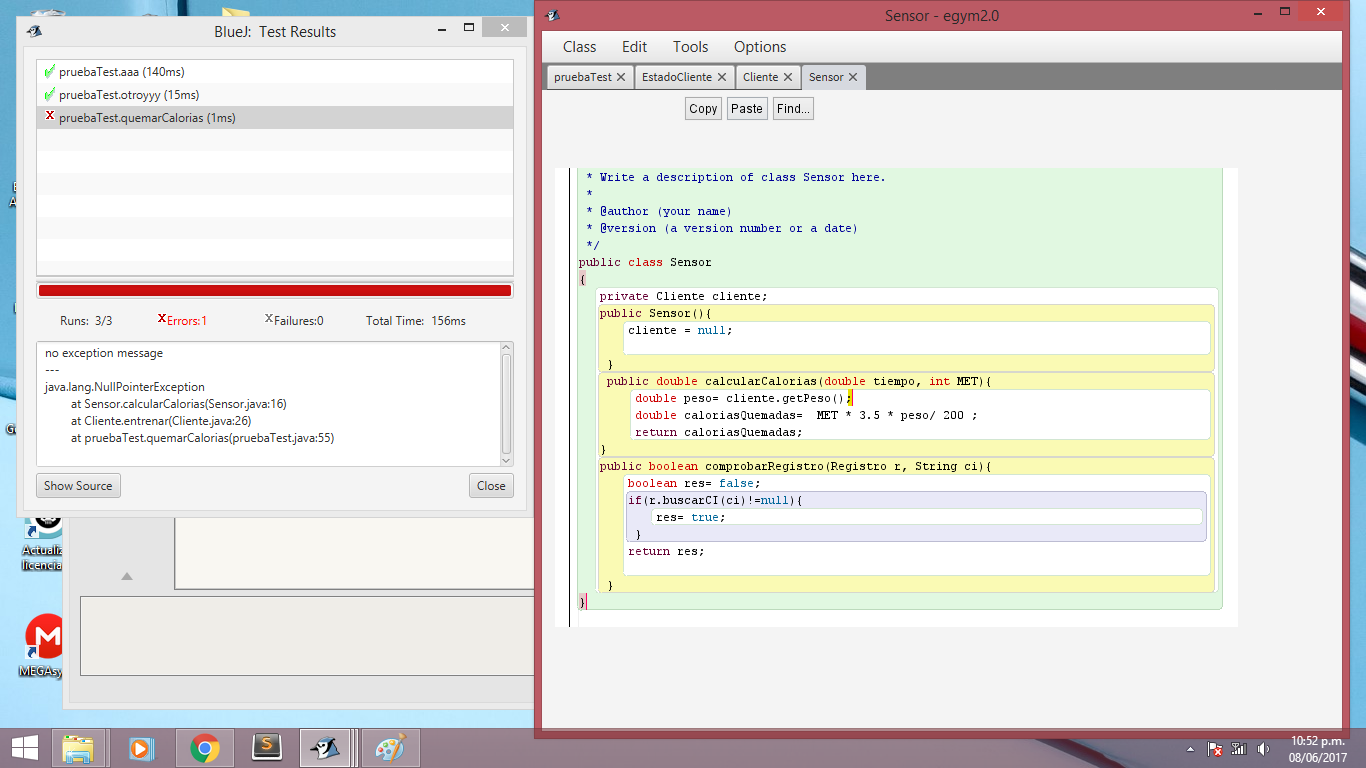 BlueJ: Test Results
pruebaTest.aaa (140ms)
pruebaTest.otroyyy (15ms)
pruebaTest.quemarCalorias (1ms)
Runs: 3/3
Errors:1
Failures:0
Total Time: 156ms
no exception message
---
java.lang.NullPointerException
at Sensor.calcularCalorias(Sensor.java:16)
at Cliente.entrenar(Cliente.java:26)
at pruebaTest.quemarCalorias(pruebaTest.java:55)
Show Source
Close
Sensor - egym2.0
Class Edit Tools Options
pruebaTest EstadoCliente Cliente Sensor
Copy Paste Find...
* Write a description of class Sensor here.
*
* @author (your name)
* @version (a version number or a date)
*/
public class Sensor
{
private Cliente cliente;
public Sensor(){
cliente = null;
}
public double calcularCalorias(double tiempo, int MET){
double peso= cliente.getPeso();
double caloriasQuemadas=  MET * 3.5 * peso/ 200 ;
return caloriasQuemadas;
}
public boolean comprobarRegistro(Registro r, String ci){
boolean res= false;
if(r.buscarCI(ci)!=null){
res= true;
}
return res;
}
}
Actualiz
licencia
MEGAsy
10:52 p.m.
08/06/2017